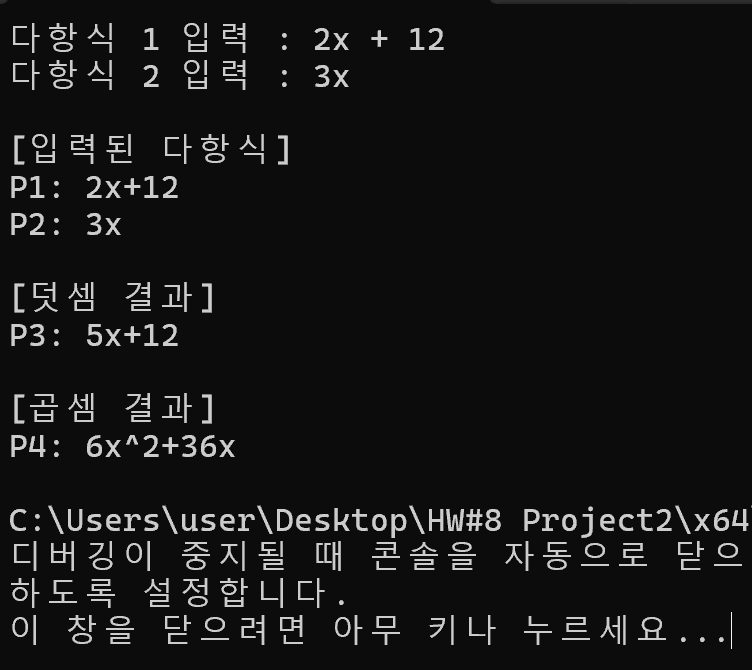 다항식 1 입력 : 2x + 12
다항식 2 입력 : 3x
[입력된 다항식]
P1: 2x+12
P2: 3x
[덧셈 결과]
P3: 5x+12
[곱셈 결과]
P4: 6x^2+36x
C:\Users\user\Desktop\HW#8 Project2\x64
디버깅이 중지될 때 콘솔을 자동으로 닫으
하도록 설정합니다.
이 창을 닫으려면 아무 키나 누르세요...